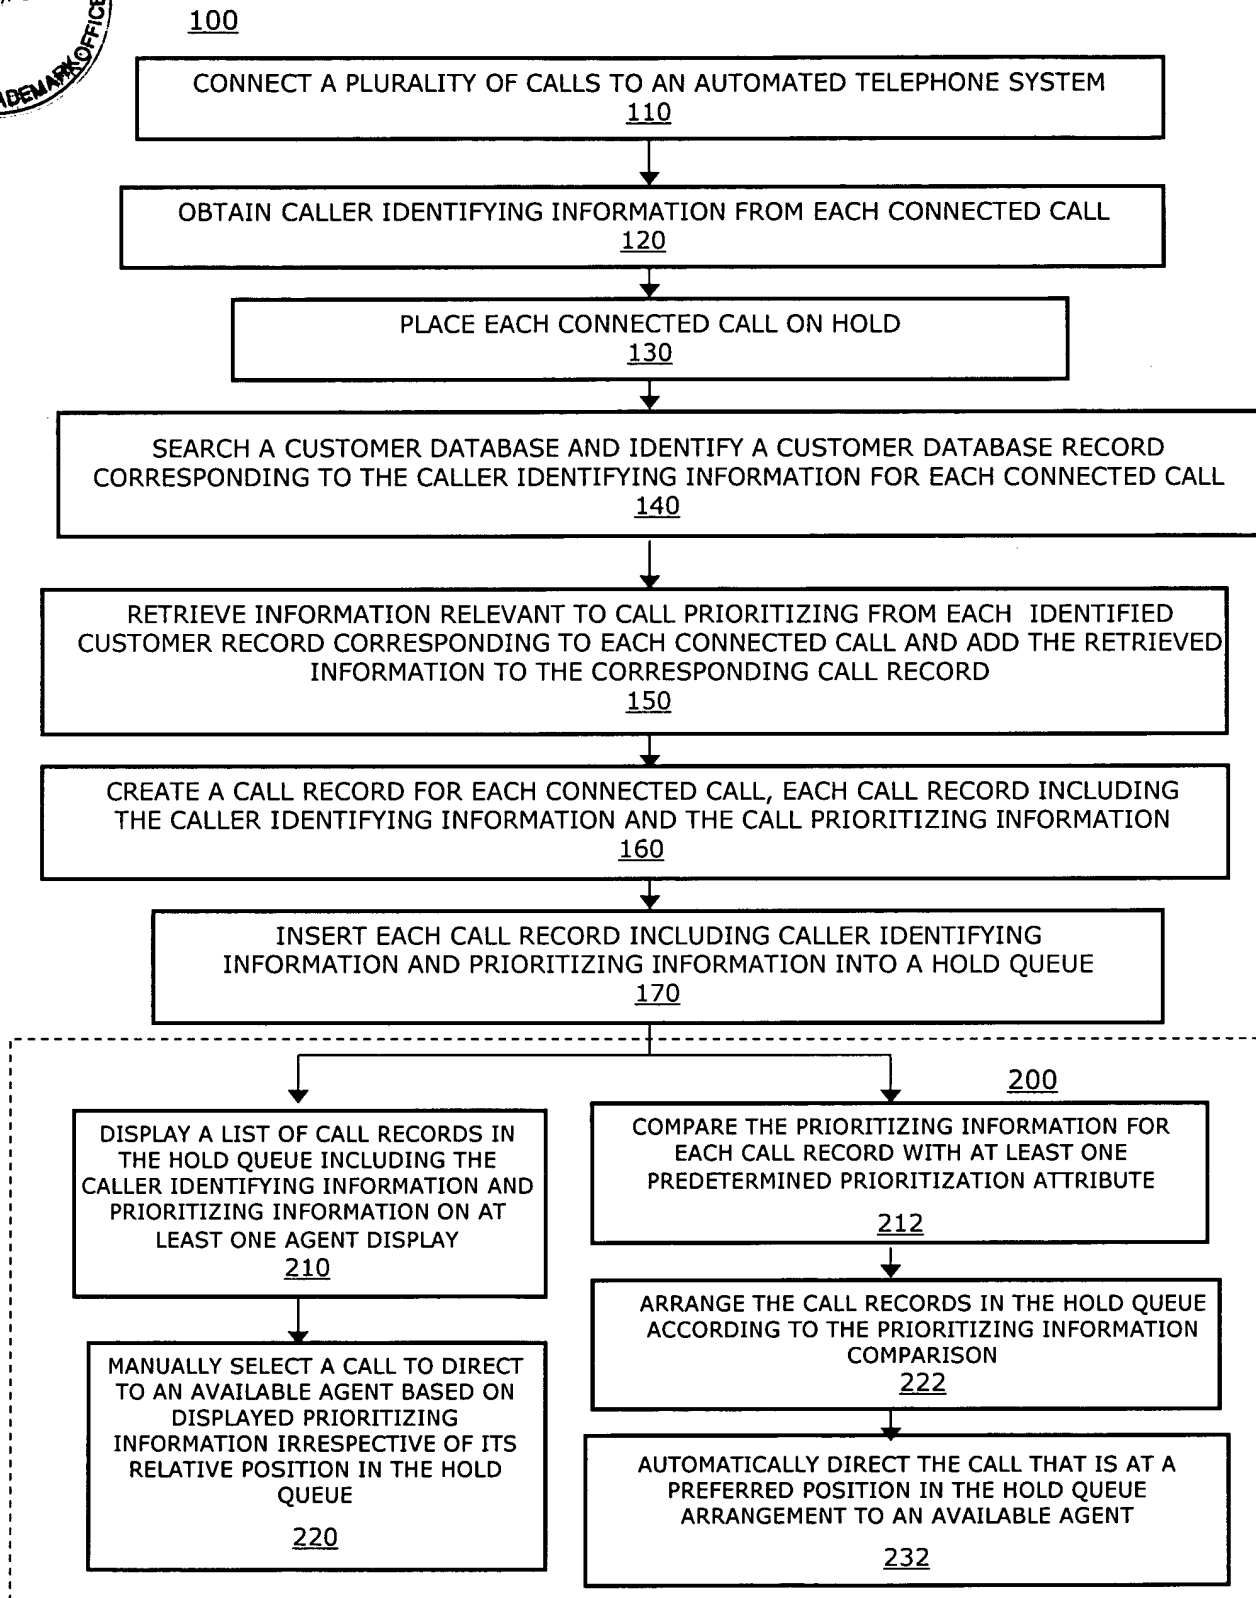 100
TRADEMARK OFFICE
CONNECT A PLURALITY OF CALLS TO AN AUTOMATED TELEPHONE SYSTEM
110
OBTAIN CALLER IDENTIFYING INFORMATION FROM EACH CONNECTED CALL
120
PLACE EACH CONNECTED CALL ON HOLD
130
SEARCH A CUSTOMER DATABASE AND IDENTIFY A CUSTOMER DATABASE RECORD
CORRESPONDING TO THE CALLER IDENTIFYING INFORMATION FOR EACH CONNECTED CALL
140
RETRIEVE INFORMATION RELEVANT TO CALL PRIORITIZING FROM EACH IDENTIFIED
CUSTOMER RECORD CORRESPONDING TO EACH CONNECTED CALL AND ADD THE RETRIEVED
INFORMATION TO THE CORRESPONDING CALL RECORD
150
CREATE A CALL RECORD FOR EACH CONNECTED CALL, EACH CALL RECORD INCLUDING
THE CALLER IDENTIFYING INFORMATION AND THE CALL PRIORITIZING INFORMATION
160
INSERT EACH CALL RECORD INCLUDING CALLER IDENTIFYING
INFORMATION AND PRIORITIZING INFORMATION INTO A HOLD QUEUE
170
200
DISPLAY A LIST OF CALL RECORDS IN
THE HOLD QUEUE INCLUDING THE
CALLER IDENTIFYING INFORMATION AND
PRIORITIZING INFORMATION ON AT
LEAST ONE AGENT DISPLAY
210
MANUALLY SELECT A CALL TO DIRECT
TO AN AVAILABLE AGENT BASED ON
DISPLAYED PRIORITIZING
INFORMATION IRRESPECTIVE OF ITS
RELATIVE POSITION IN THE HOLD
QUEUE
220
COMPARE THE PRIORITIZING INFORMATION FOR
EACH CALL RECORD WITH AT LEAST ONE
PREDETERMINED PRIORITIZATION ATTRIBUTE
212
ARRANGE THE CALL RECORDS IN THE HOLD QUEUE
ACCORDING TO THE PRIORITIZING INFORMATION
COMPARISON
222
AUTOMATICALLY DIRECT THE CALL THAT IS AT A
PREFERRED POSITION IN THE HOLD QUEUE
ARRANGEMENT TO AN AVAILABLE AGENT
232